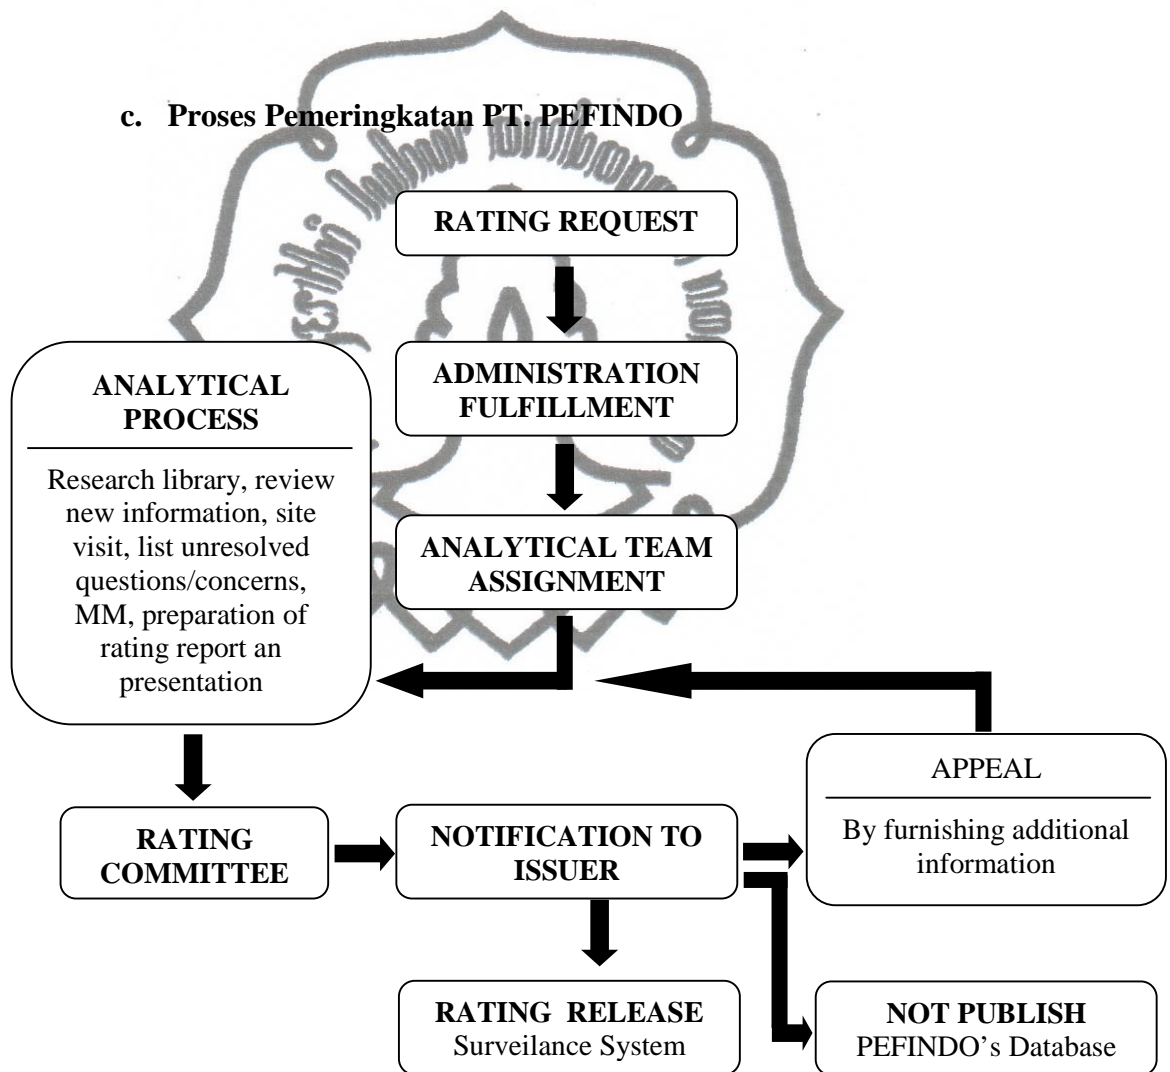 c. Proses Pemeringkatan PT. PEFINDO
RATING REQUEST
ADMINISTRATION
FULFILLMENT
ANALYTICAL TEAM
ASSIGNMENT
ANALYTICAL
PROCESS
Research library, review
new information, site
visit, list unresolved
questions/concerns,
MM, preparation of
rating report an
presentation
RATING
COMMITTEE
NOTIFICATION TO
ISSUER
APPEAL
By furnishing additional
information
RATING RELEASE
Surveilance System
NOT PUBLISH
PEFINDO's Database